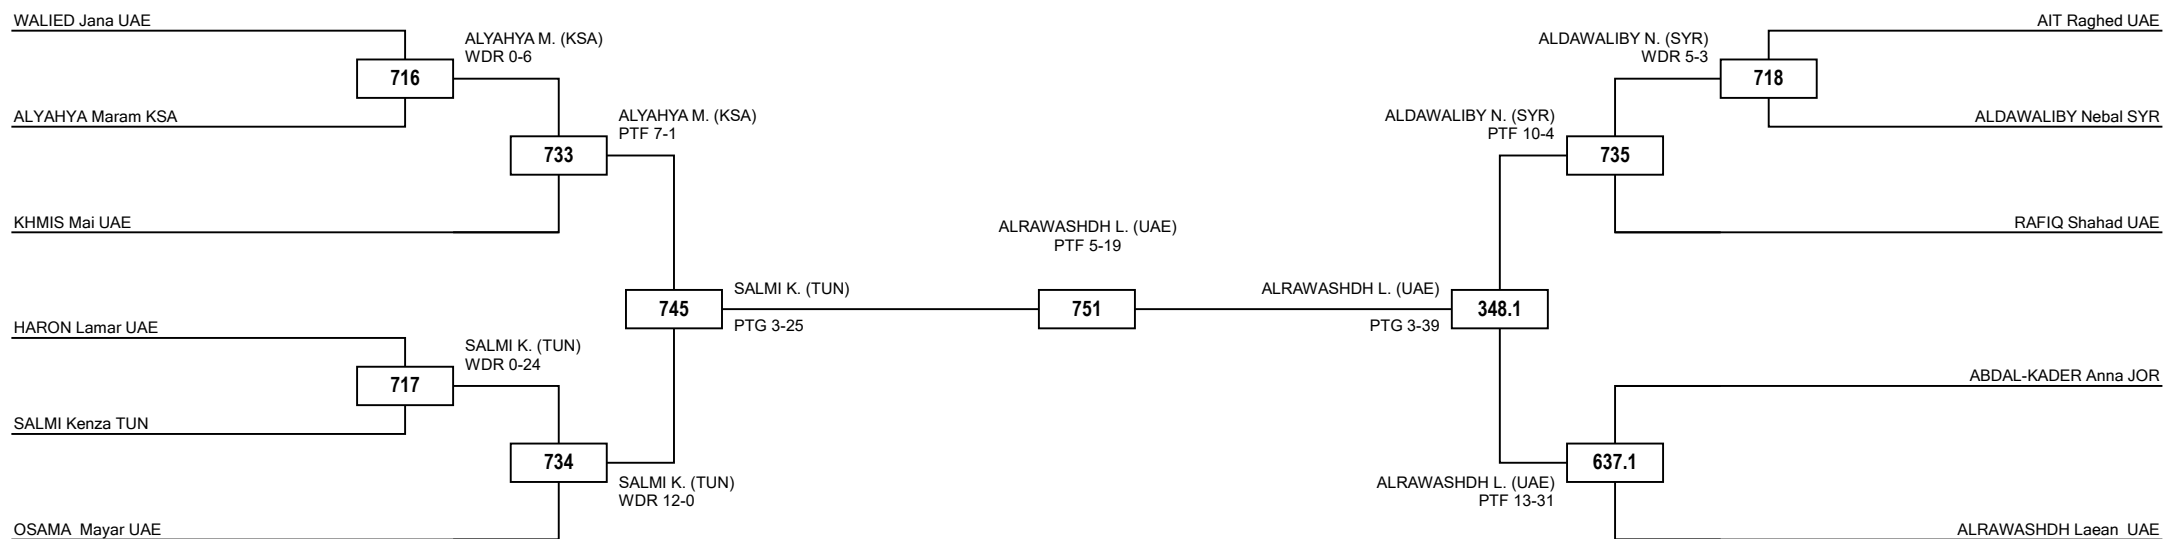 WALIED Jana UAE
ALYAHYA M. (KSA)
WDR 0-6
716
ALYAHYA Maram KSA
ALYAHYA M. (KSA)
PTF 7-1
733
KHMIS Mai UAE
745
SALMI K. (TUN)
PTG 3-25
HARON Lamar UAE
SALMI K. (TUN)
WDR 0-24
717
SALMI Kenza TUN
734
SALMI K. (TUN)
WDR 12-0
OSAMA Mayar UAE
ALRAWASHDH L. (UAE)
PTF 5-19
751
AIT Raghed UAE
ALDAWALIBY N. (SYR)
WDR 5-3
718
ALDAWALIBY Nebal SYR
ALDAWALIBY N. (SYR)
PTF 10-4
735
RAFIQ Shahad UAE
ALRAWASHDH L. (UAE)
PTG 3-39
348.1
ABDAL-KADER Anna JOR
637.1
ALRAWASHDH L. (UAE)
PTF 13-31
ALRAWASHDH Laean UAE